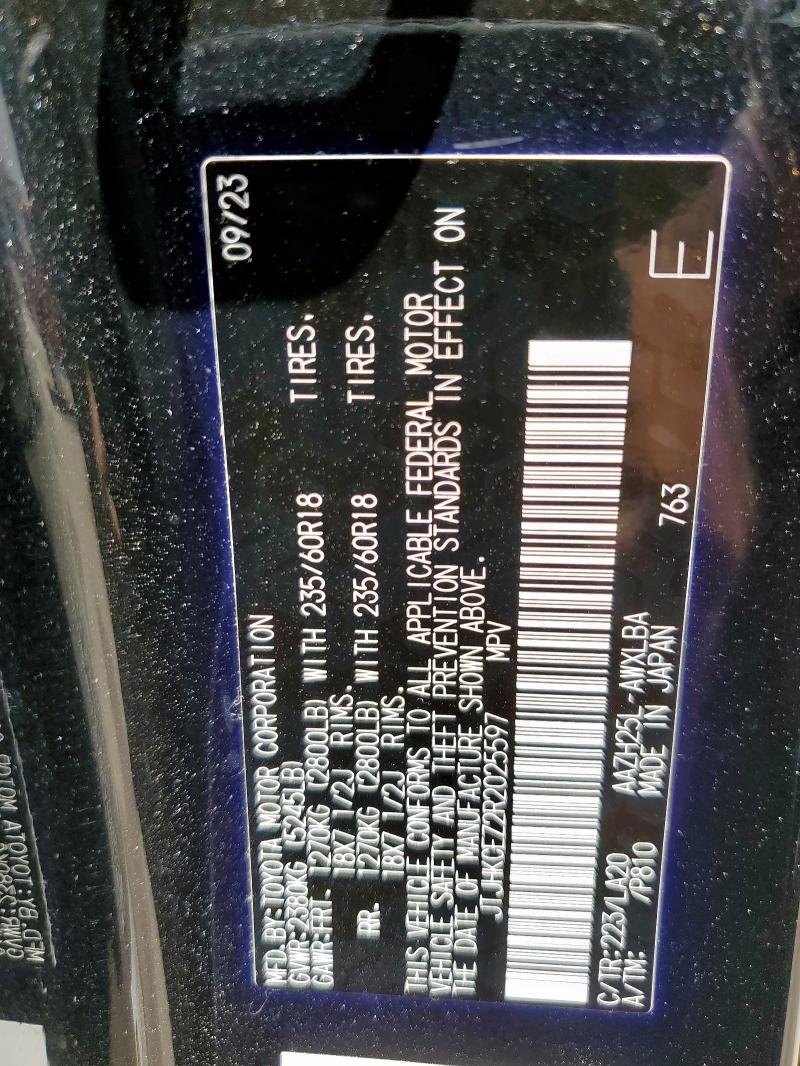 MFD.BY:TOYOTA MOTOR CORPORATION 09/23
GVWR:2380KG (5245LB)
GAWR:FRT- 1270KG (2800LB) WITH 235/60R18 TIRES.
18X7 1/2J RIMS.
RR. 1270KG (2800LB) WITH 235/60R18 TIRES.
18X7 1/2J RIMS.
THIS VEHICLE CONFORMS TO ALL APPLICABLE FEDERAL MOTOR
VEHICLE SAFETY AND THEFT PREVENTION STANDARDS IN EFFECT ON
THE DATE OF MANUFACTURE SHOWN ABOVE.
JTJHKCEZ2R2025597 MPV
C/TR:223/LA20 AAZH25L-AWXLBA E
A/TM: /P810 MADE IN JAPAN 763